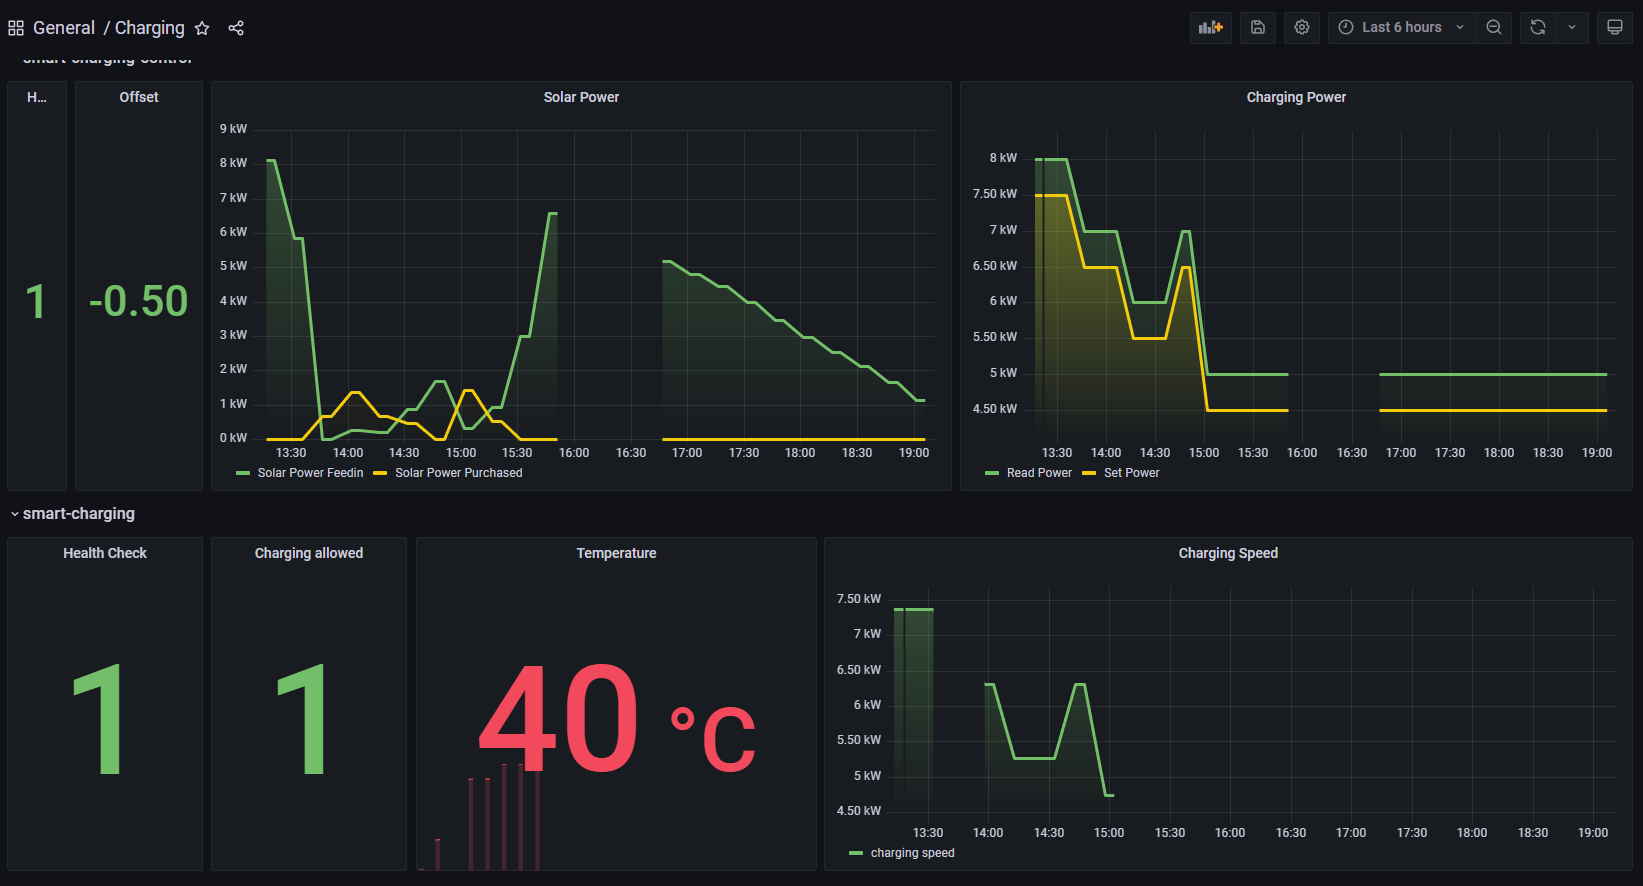 General / Charging
Last 6 hours
smart-charging-control
H...
Offset
Solar Power
Charging Power
1
-0.50
9 kW
8 kW
7 kW
6 kW
5 kW
4 kW
3 kW
2 kW
1 kW
0 kW
13:30 14:00 14:30 15:00 15:30 16:00 16:30 17:00 17:30 18:00 18:30 19:00
Solar Power Feedin Solar Power Purchased
8 kW
7.50 kW
7 kW
6.50 kW
6 kW
5.50 kW
5 kW
4.50 kW
13:30 14:00 14:30 15:00 15:30 16:00 16:30 17:00 17:30 18:00 18:30 19:00
Read Power Set Power
smart-charging
Health Check
Charging allowed
Temperature
Charging Speed
1
1
40 °C
7.50 kW
7 kW
6.50 kW
6 kW
5.50 kW
5 kW
4.50 kW
13:30 14:00 14:30 15:00 15:30 16:00 16:30 17:00 17:30 18:00 18:30 19:00
charging speed